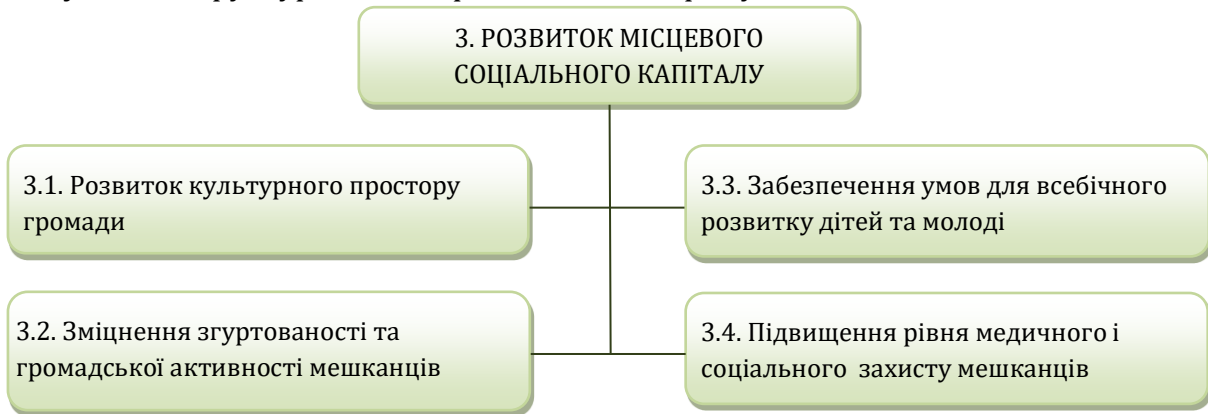 3. РОЗВИТОК МІСЦЕВОГО
СОЦІАЛЬНОГО КАПІТАЛУ
3.1. Розвиток культурного простору
громади
3.3. Забезпечення умов для всебічного
розвитку дітей та молоді
3.2. Зміцнення згуртованості та
громадської активності мешканців
3.4. Підвищення рівня медичного і
соціального захисту мешканців